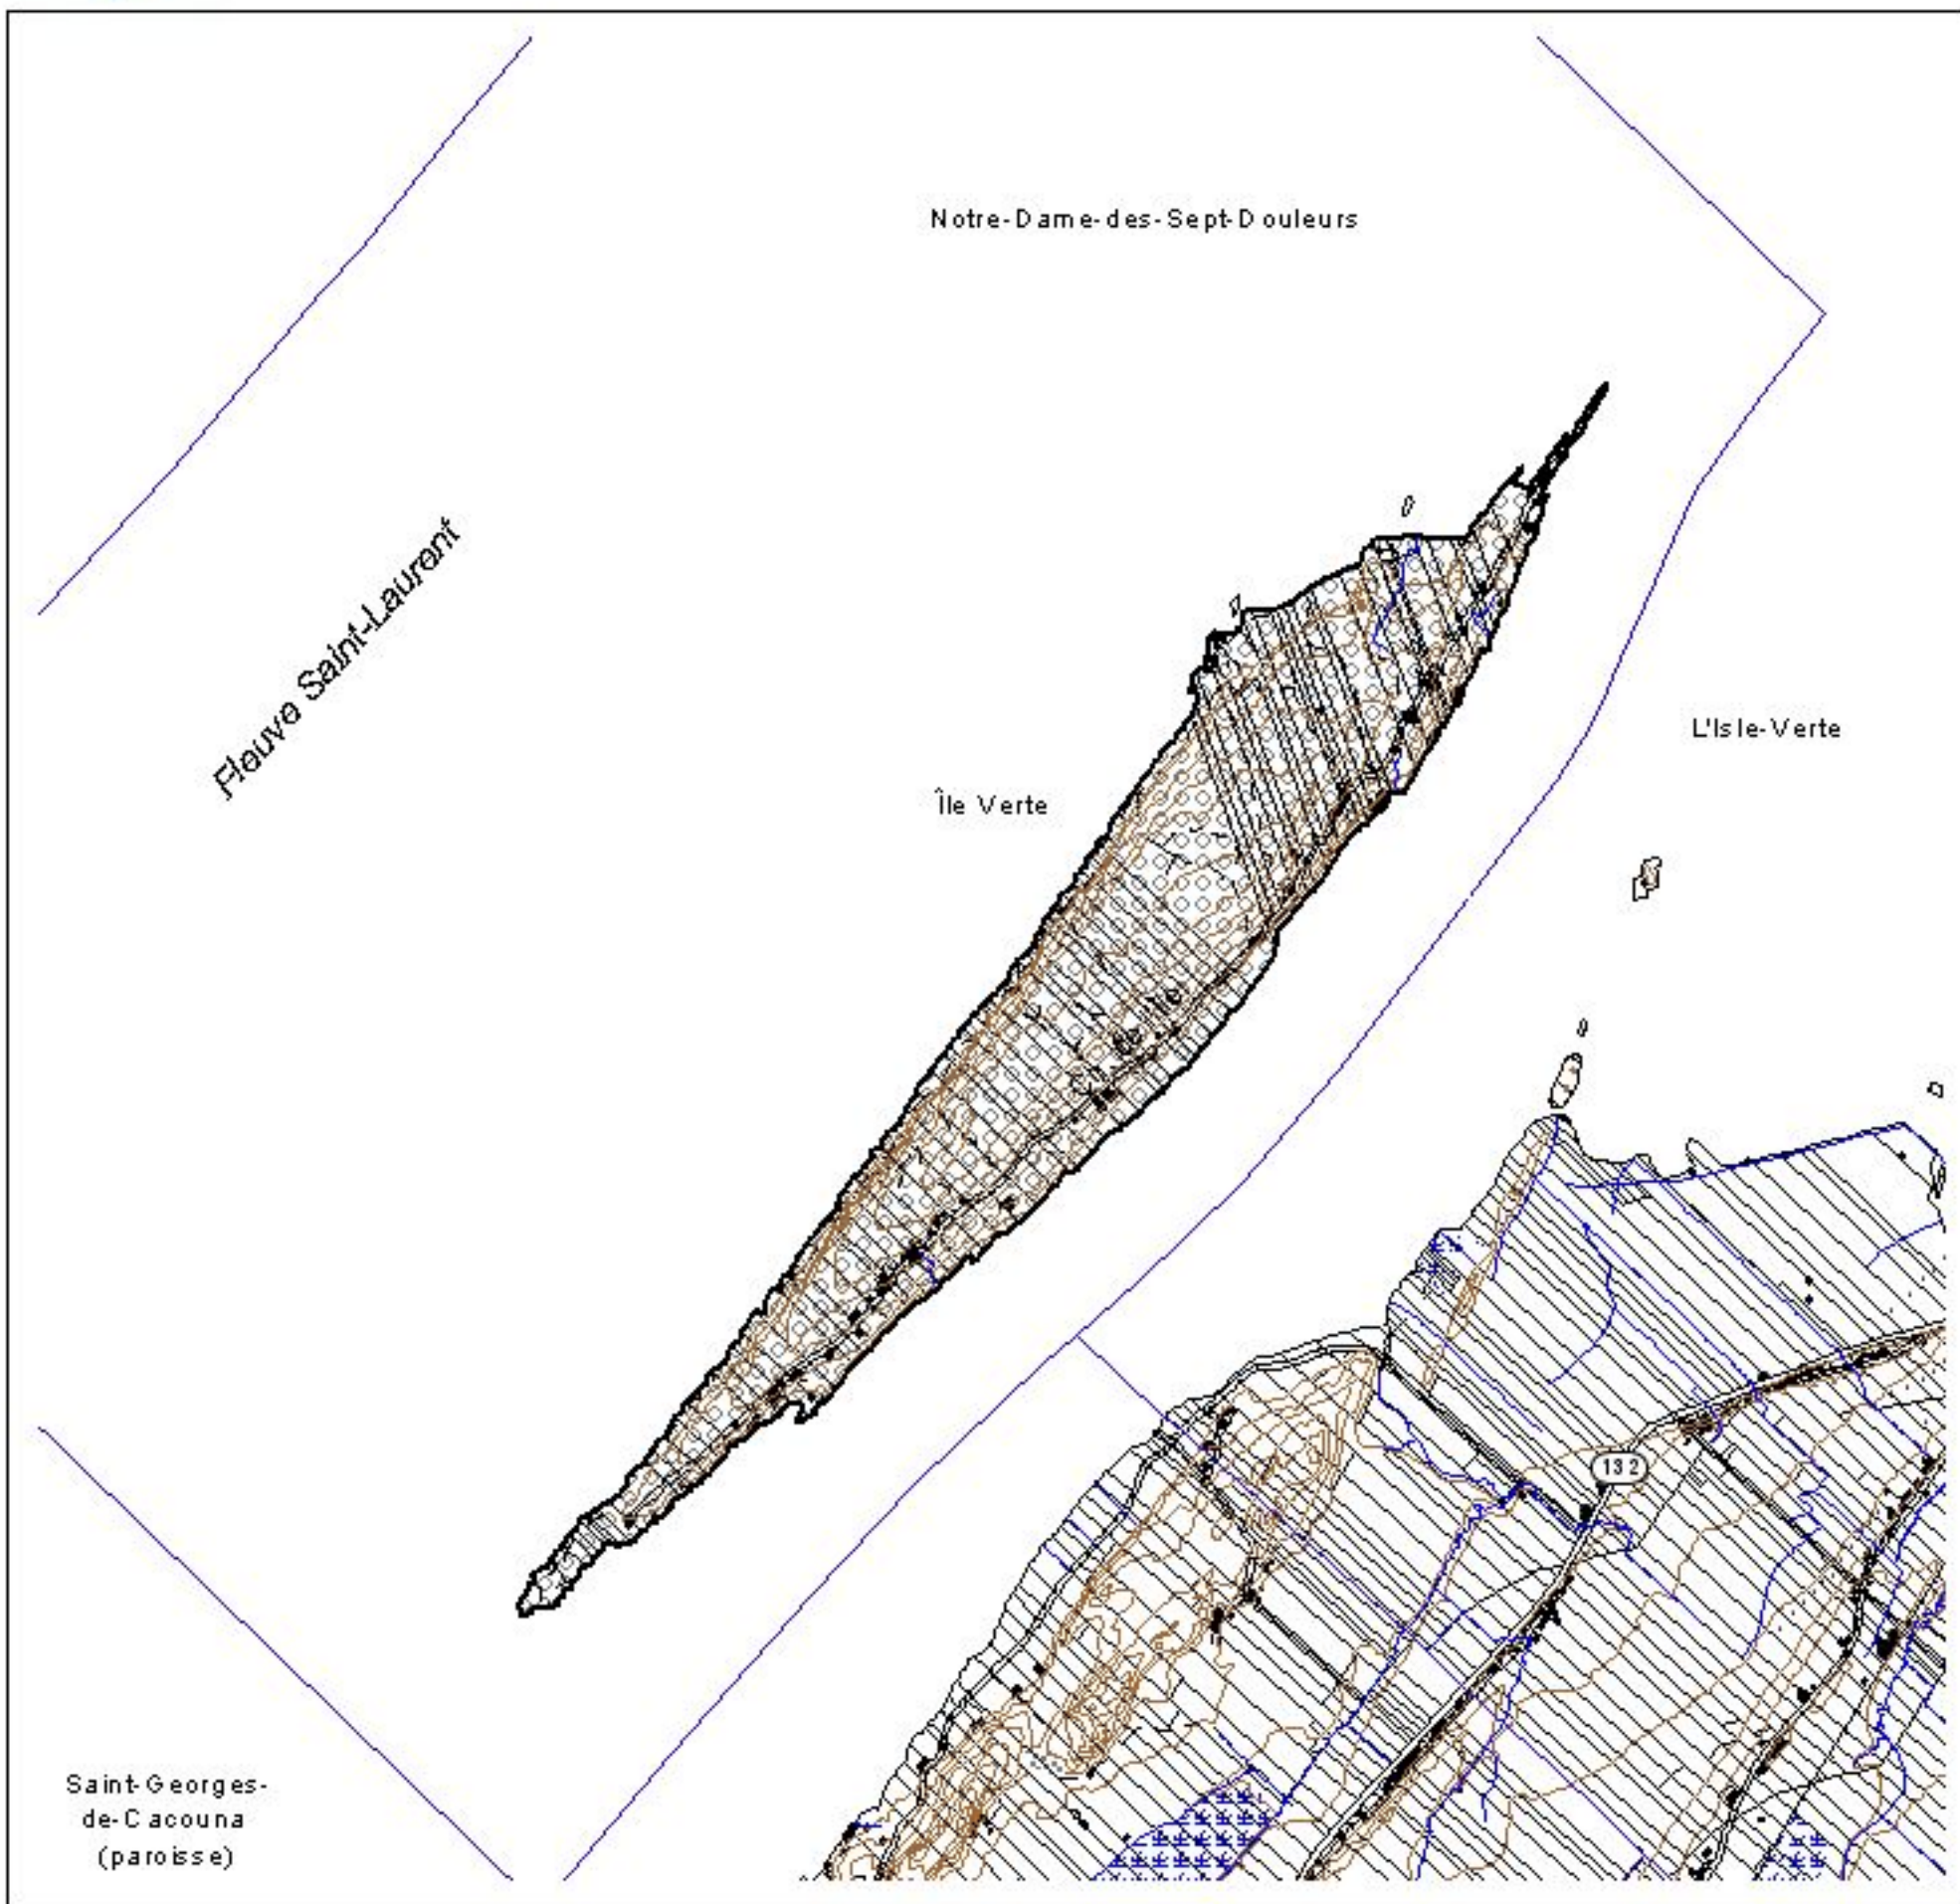 Notre-Dame-des-Sept-Douleurs
Fleuve Saint-Laurent
L'Isle-Verte
Île Verte
132
Saint-Georges-
de-Cacouna
(paroisse)